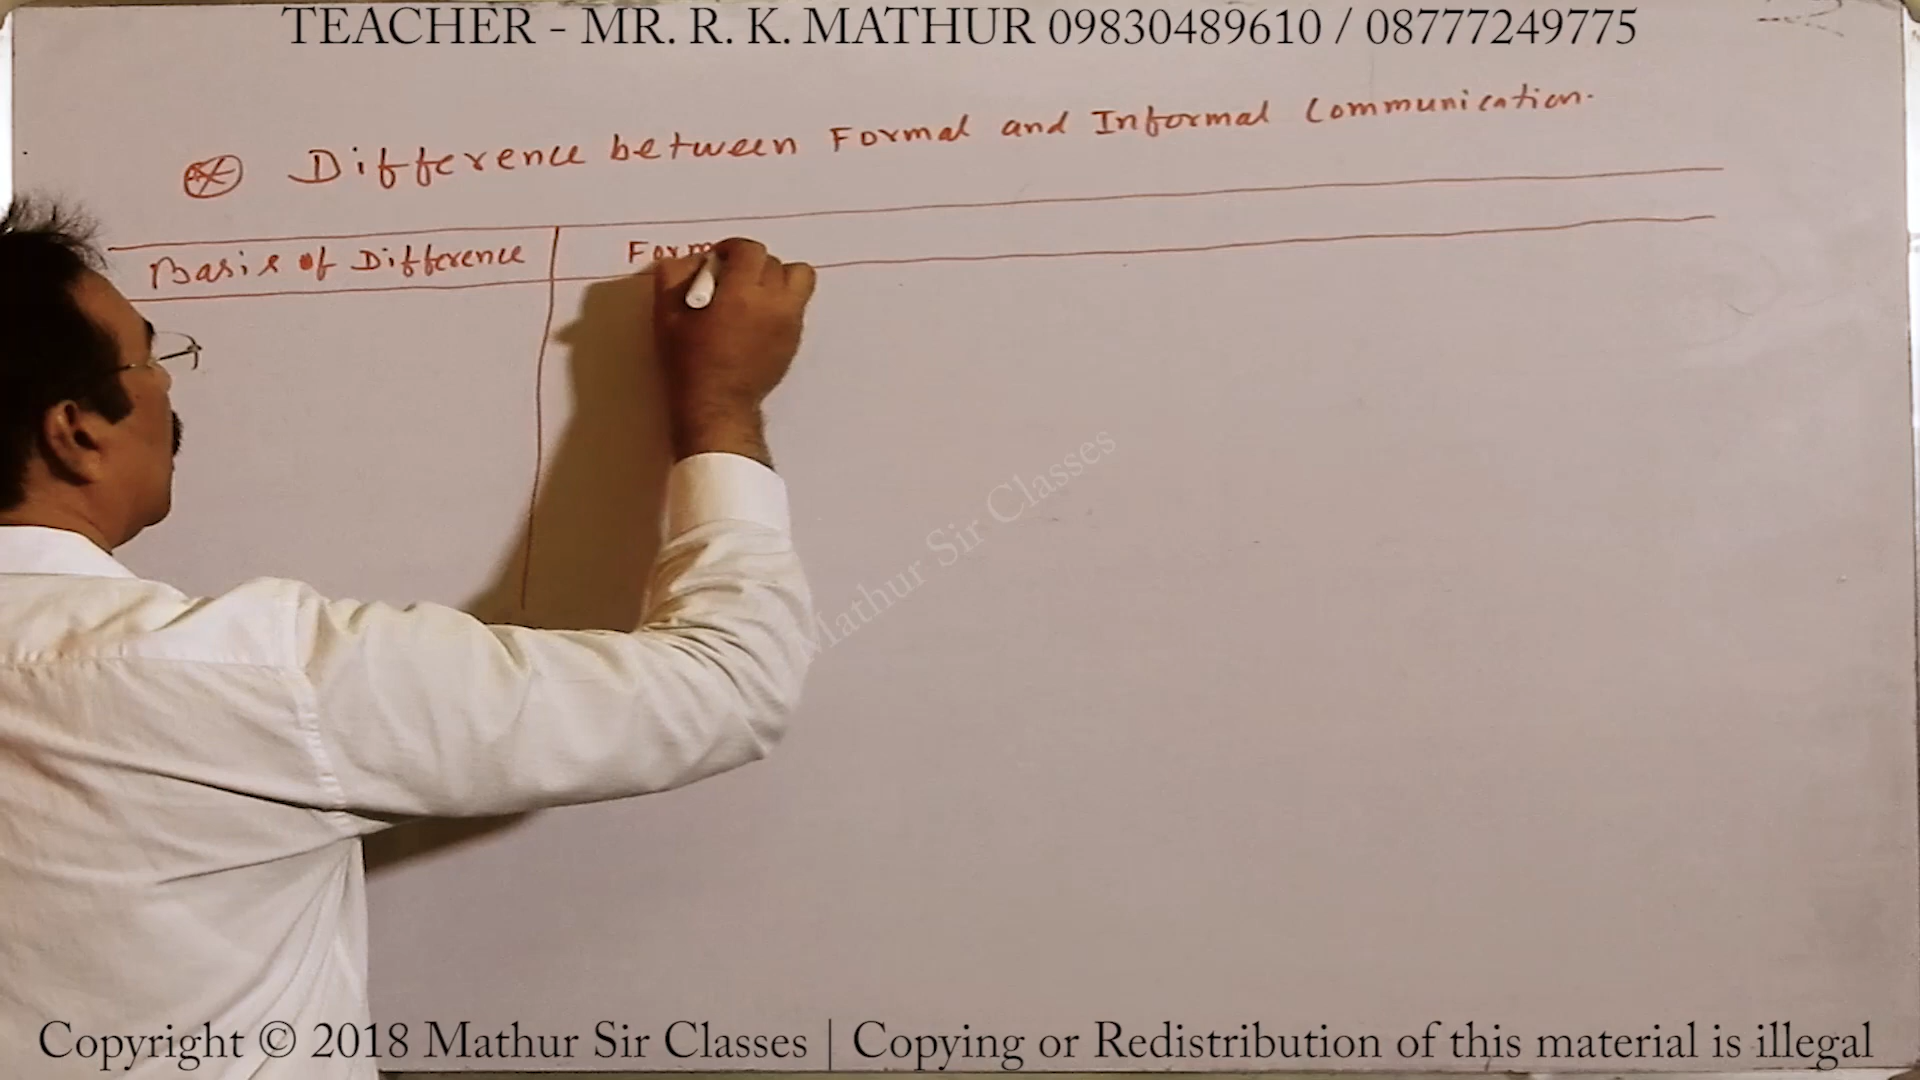 TEACHER - MR. R. K. MATHUR 09830489610 / 08777249775
Difference between Formal and Informal Communication.
Basis of Difference Form
Mathur Sir Classes
Copyright © 2018 Mathur Sir Classes | Copying or Redistribution of this material is illegal